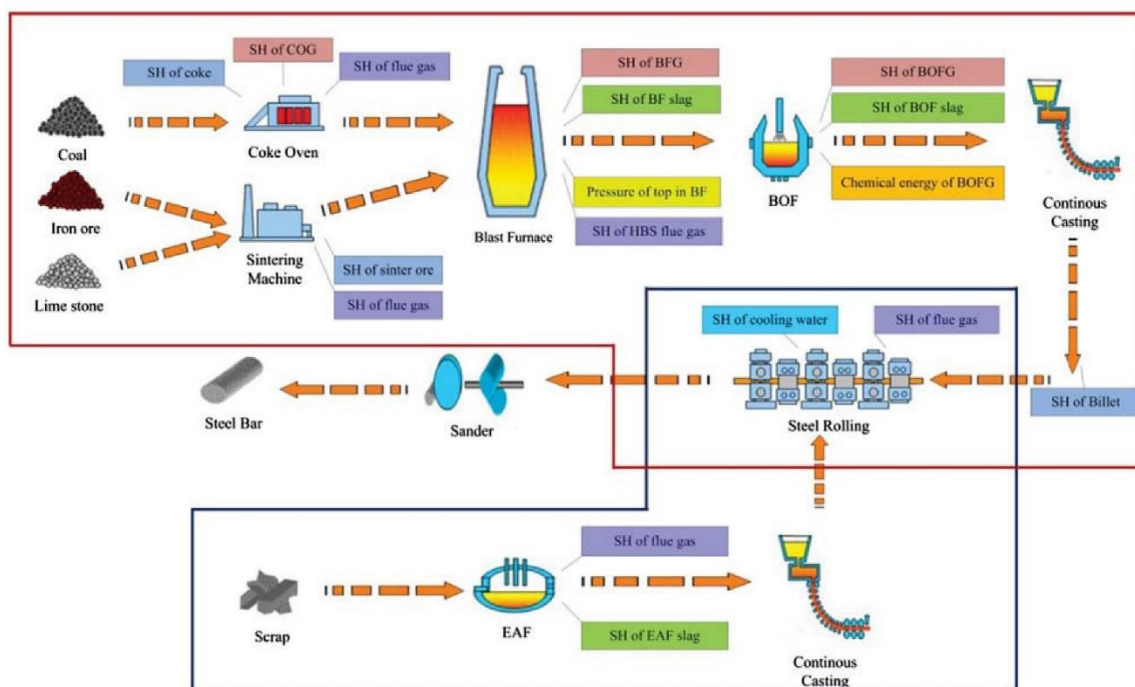 SH of COG
SH of coke
SH of flue gas
SH of BFG
SH of BF slag
SH of BOFG
SH of BOF slag
Coal
Coke Oven
Iron ore
Sintering
Machine
Lime stone
SH of sinter ore
SH of flue gas
Blast Furnace
Pressure of top in BF
SH of HBS flue gas
BOF
Chemical energy of BOFG
Continous
Casting
SH of cooling water
SH of flue gas
Steel Bar
Sander
Steel Rolling
SH of Billet
SH of flue gas
Scrap
EAF
SH of EAF slag
Continous
Casting